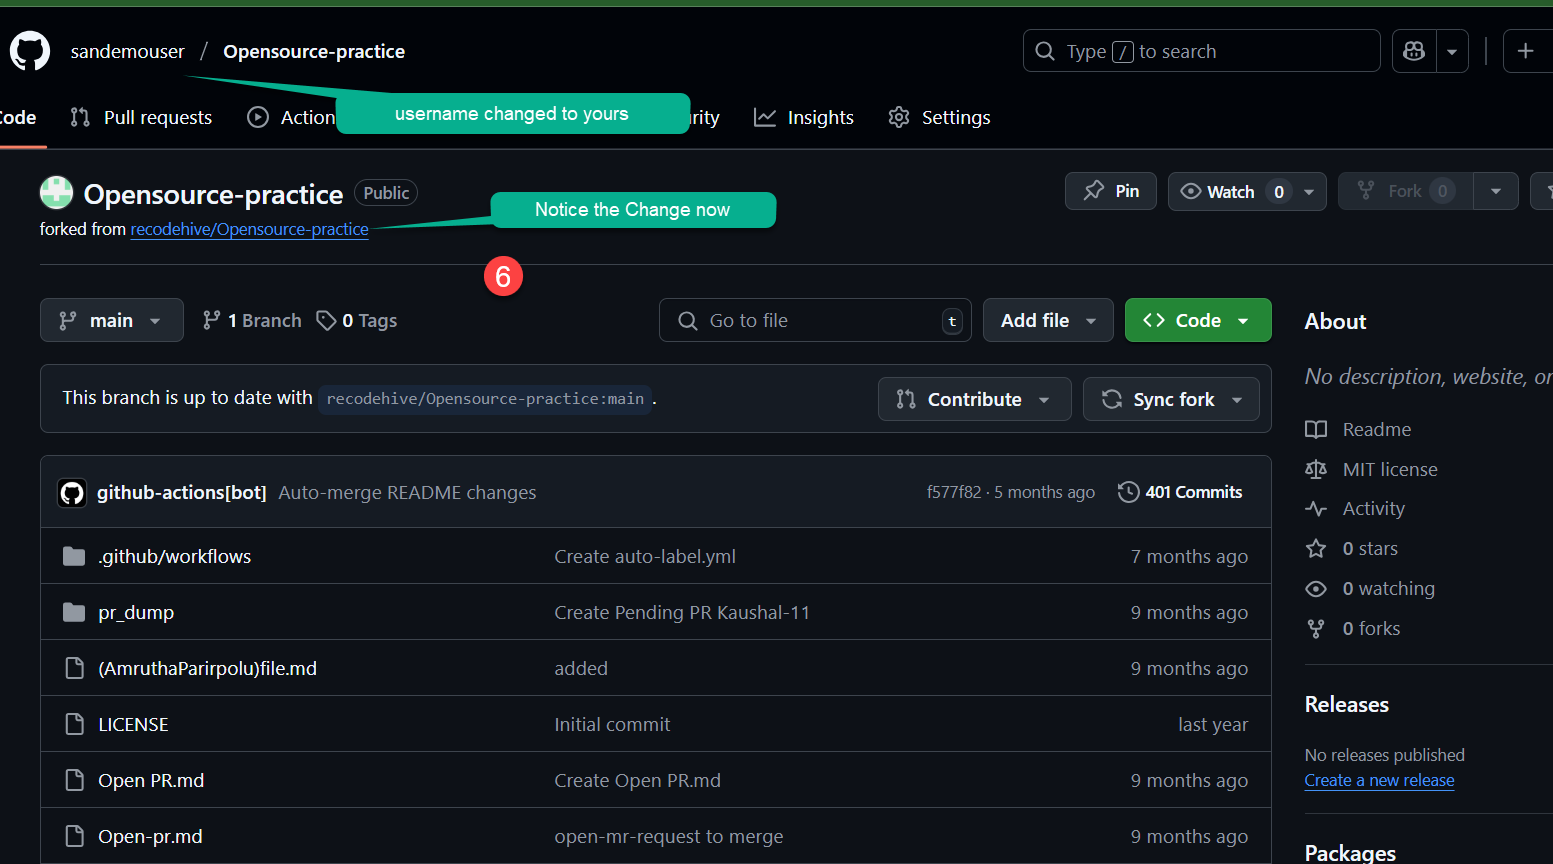 sandemouser / Opensource-practice
Type / to search
username changed to yours
Code
Pull requests
Action
rity
Insights
Settings
Opensource-practice
Public
Pin
Watch 0
Fork 0
forked from recodehive/Opensource-practice
Notice the Change now
6
main
1 Branch
0 Tags
Go to file
t
Add file
<> Code
This branch is up to date with recodehive/Opensource-practice:main .
Contribute
Sync fork
github-actions[bot] Auto-merge README changes
f577f82 · 5 months ago
401 Commits
.github/workflows
Create auto-label.yml
7 months ago
pr_dump
Create Pending PR Kaushal-11
9 months ago
(AmruthaParirpolu)file.md
added
9 months ago
LICENSE
Initial commit
last year
Open PR.md
Create Open PR.md
9 months ago
Open-pr.md
open-mr-request to merge
9 months ago
About
No description, website, or
Readme
MIT license
Activity
0 stars
0 watching
0 forks
Releases
No releases published
Create a new release
Packages